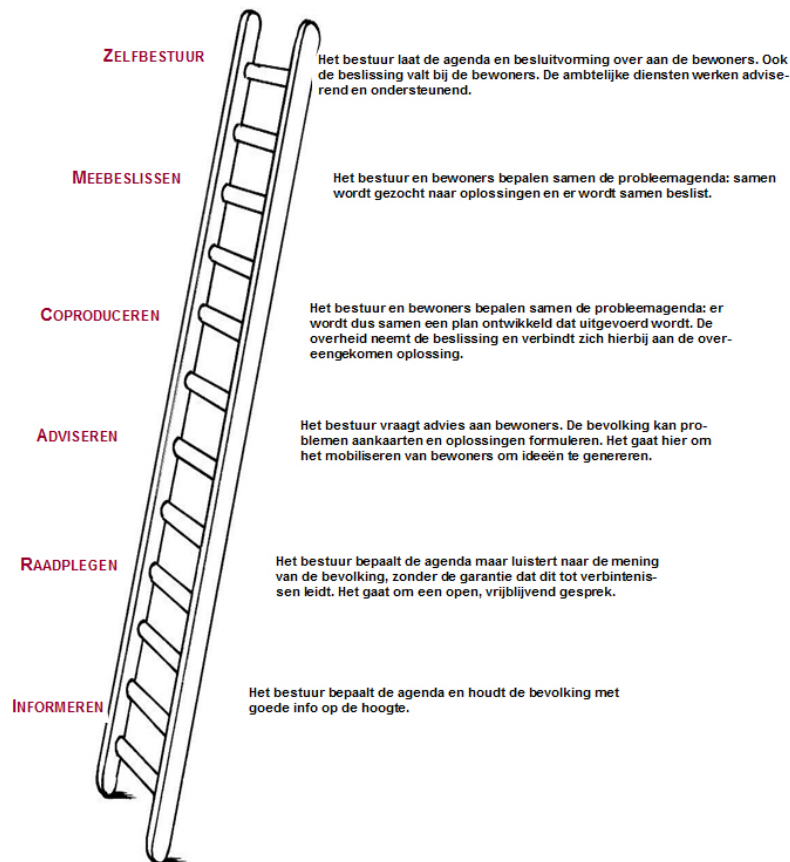 ZELFBESTUUR
Het bestuur laat de agenda en besluitvorming over aan de bewoners. Ook
de beslissing valt bij de bewoners. De ambtelijke diensten werken advise-
rend en ondersteunend.
MEEBESLISSEN
Het bestuur en bewoners bepalen samen de probleemagenda: samen
wordt gezocht naar oplossingen en er wordt samen beslist.
COPRODUCEREN
Het bestuur en bewoners bepalen samen de probleemagenda: er
wordt dus samen een plan ontwikkeld dat uitgevoerd wordt. De
overheid neemt de beslissing en verbindt zich hierbij aan de over-
eengekomen oplossing.
ADVISEREN
Het bestuur vraagt advies aan bewoners. De bevolking kan pro-
blemen aankaarten en oplossingen formuleren. Het gaat hier om
het mobiliseren van bewoners om ideeën te genereren.
RAADPLEGEN
Het bestuur bepaalt de agenda maar luistert naar de mening
van de bevolking, zonder de garantie dat dit tot verbintenis-
sen leidt. Het gaat om een open, vrijblijvend gesprek.
INFORMEREN
Het bestuur bepaalt de agenda en houdt de bevolking met
goede info op de hoogte.